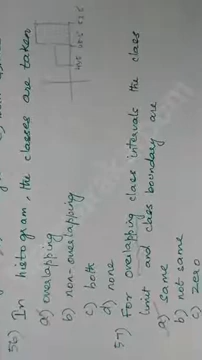 56) In histogram, the classes are taken
a) overlapping
b) non-overlapping
c) both
d) none
57) For overlapping class intervals the class
limit and class boundary are
a) same
b) not same
c) zero